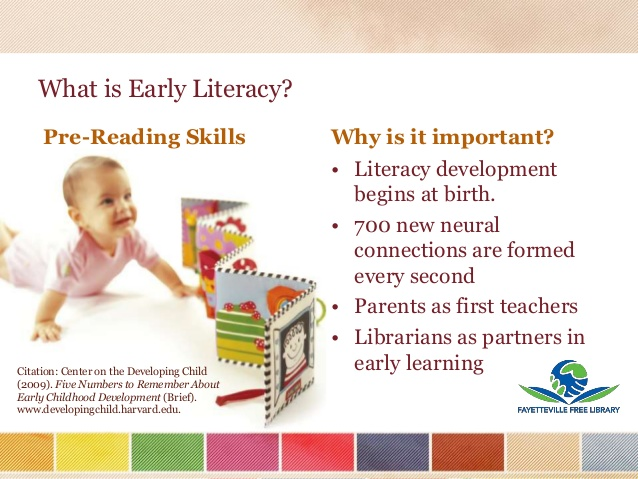 What is Early Literacy?
Pre-Reading Skills
Why is it important?
• Literacy development
begins at birth.
• 700 new neural
connections are formed
every second
• Parents as first teachers
• Librarians as partners in
early learning
Citation: Center on the Developing Child
(2009). Five Numbers to Remember About
Early Childhood Development (Brief).
www.developingchild.harvard.edu.
FAYETTEVILLE FREE LIBRARY